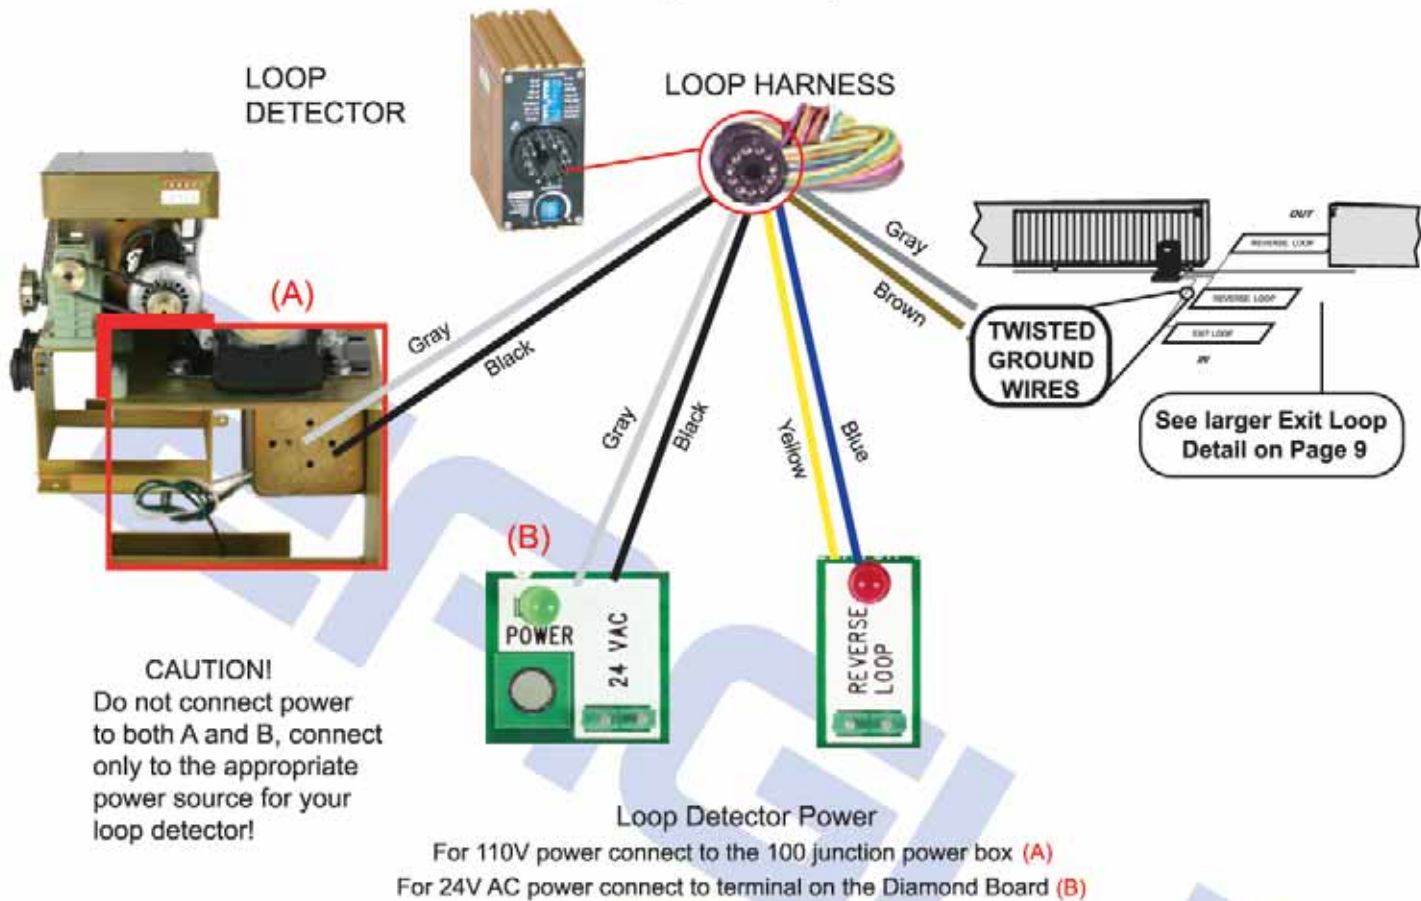 LOOP
DETECTOR
LOOP HARNESS
(A)
Gray
Black
Gray
Black
Yellow
Blue
Gray
Brown
OUT
REVERSE LOOP
REVERSE LOOP
EXIT LOOP
IN
TWISTED
GROUND
WIRES
See larger Exit Loop
Detail on Page 9
(B)
POWER
24 VAC
REVERSE
LOOP
CAUTION!
Do not connect power
to both A and B, connect
only to the appropriate
power source for your
loop detector!
Loop Detector Power
For 110V power connect to the 100 junction power box (A)
For 24V AC power connect to terminal on the Diamond Board (B)